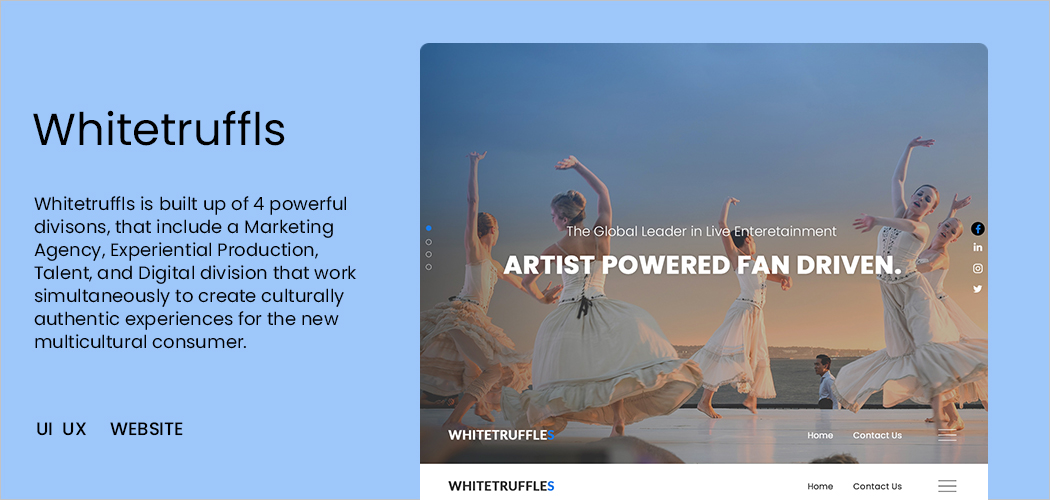 Whitetruffls
Whitetruffls is built up of 4 powerful
divisons, that include a Marketing
Agency, Experiential Production,
Talent, and Digital division that work
simultaneously to create culturally
authentic experiences for the new
multicultural consumer.
UI UX WEBSITE
The Global Leader in Live Enteretainment
ARTIST POWERED FAN DRIVEN.
WHITETRUFFLES Home Contact Us
WHITETRUFFLES Home Contact Us